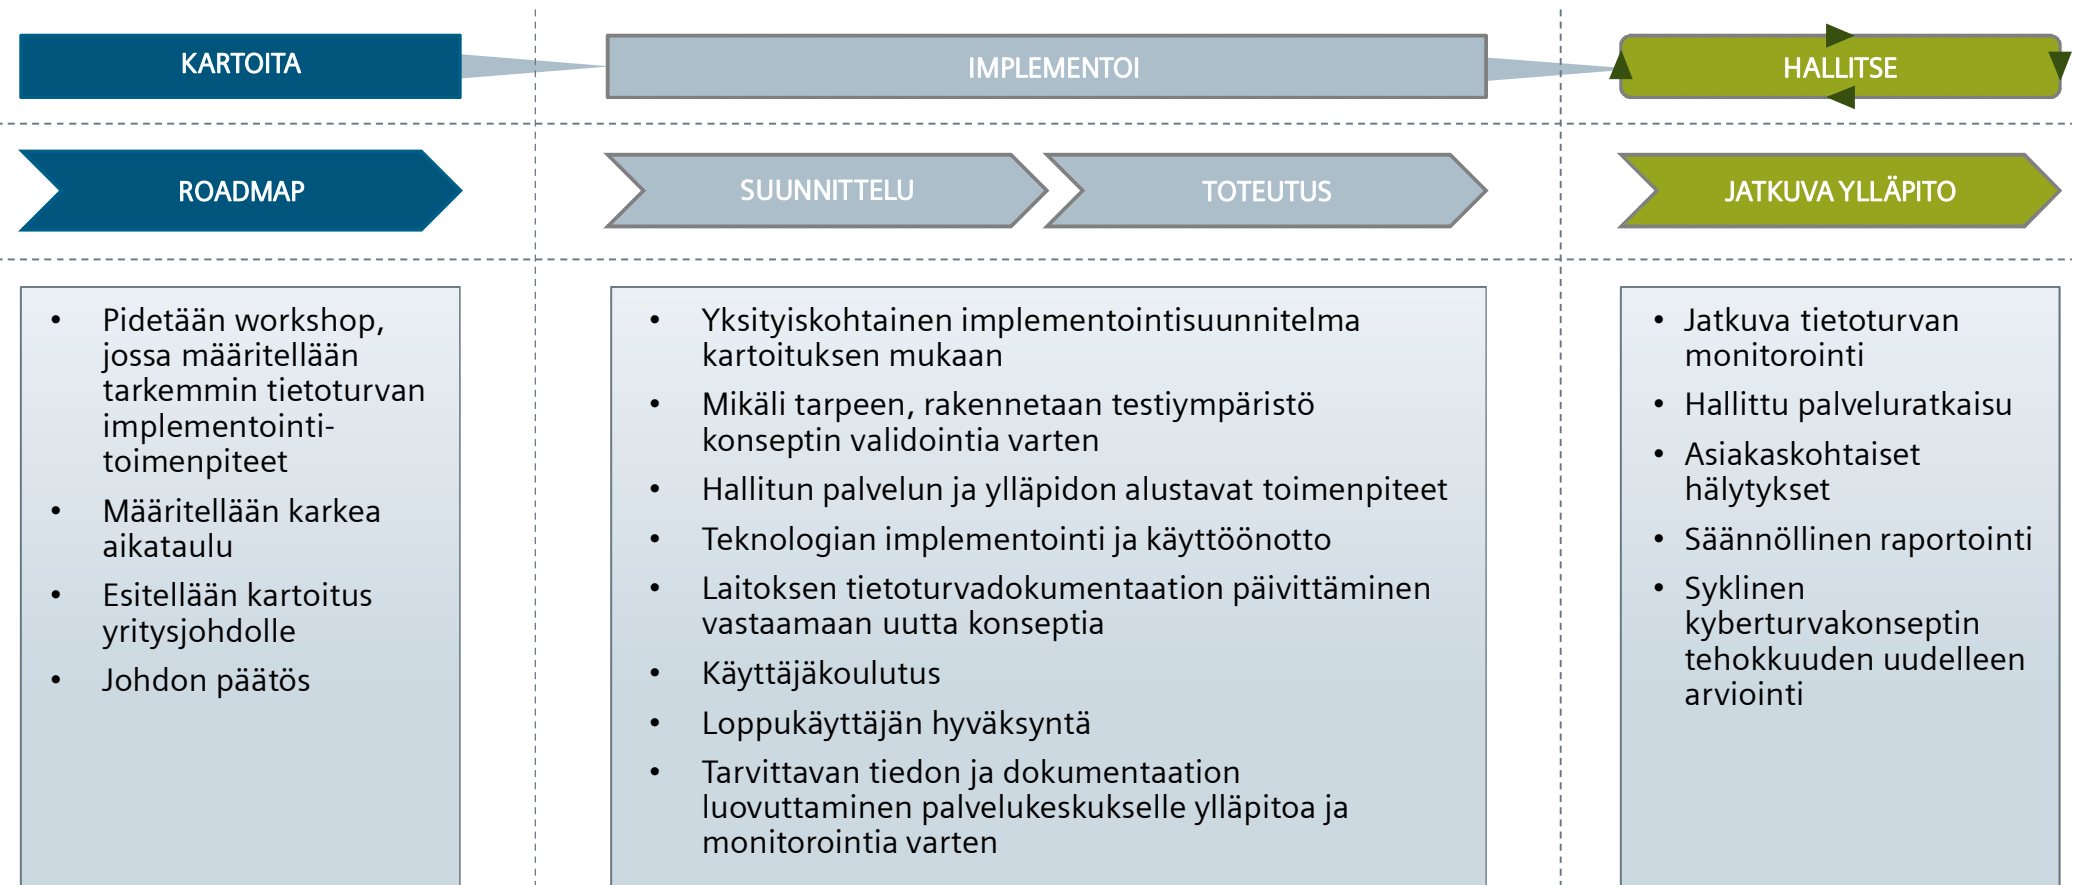 KARTOITA
IMPLEMENTOI
HALLITSE
ROADMAP
SUUNNITTELU
TOTEUTUS
JATKUVA YLLÄPITO
• Pidetään workshop,
jossa määritellään
tarkemmin tietoturvan
implementointi-
toimenpiteet
• Määritellään karkea
aikataulu
• Esitellään kartoitus
yritysjohdolle
• Johdon päätös
• Yksityiskohtainen implementointisuunnitelma
kartoituksen mukaan
• Mikäli tarpeen, rakennetaan testiympäristö
konseptin validointia varten
• Hallitun palvelun ja ylläpidon alustavat toimenpiteet
• Teknologian implementointi ja käyttöönotto
• Laitoksen tietoturvadokumentaation päivittäminen
vastaamaan uutta konseptia
• Käyttäjäkoulutus
• Loppukäyttäjän hyväksyntä
• Tarvittavan tiedon ja dokumentaation
luovuttaminen palvelukeskukselle ylläpitoa ja
monitorointia varten
• Jatkuva tietoturvan
monitorointi
• Hallittu palveluratkaisu
• Asiakaskohtaiset
hälytykset
• Säännöllinen raportointi
• Syklinen
kyberturvakonseptin
tehokkuuden uudelleen
arviointi